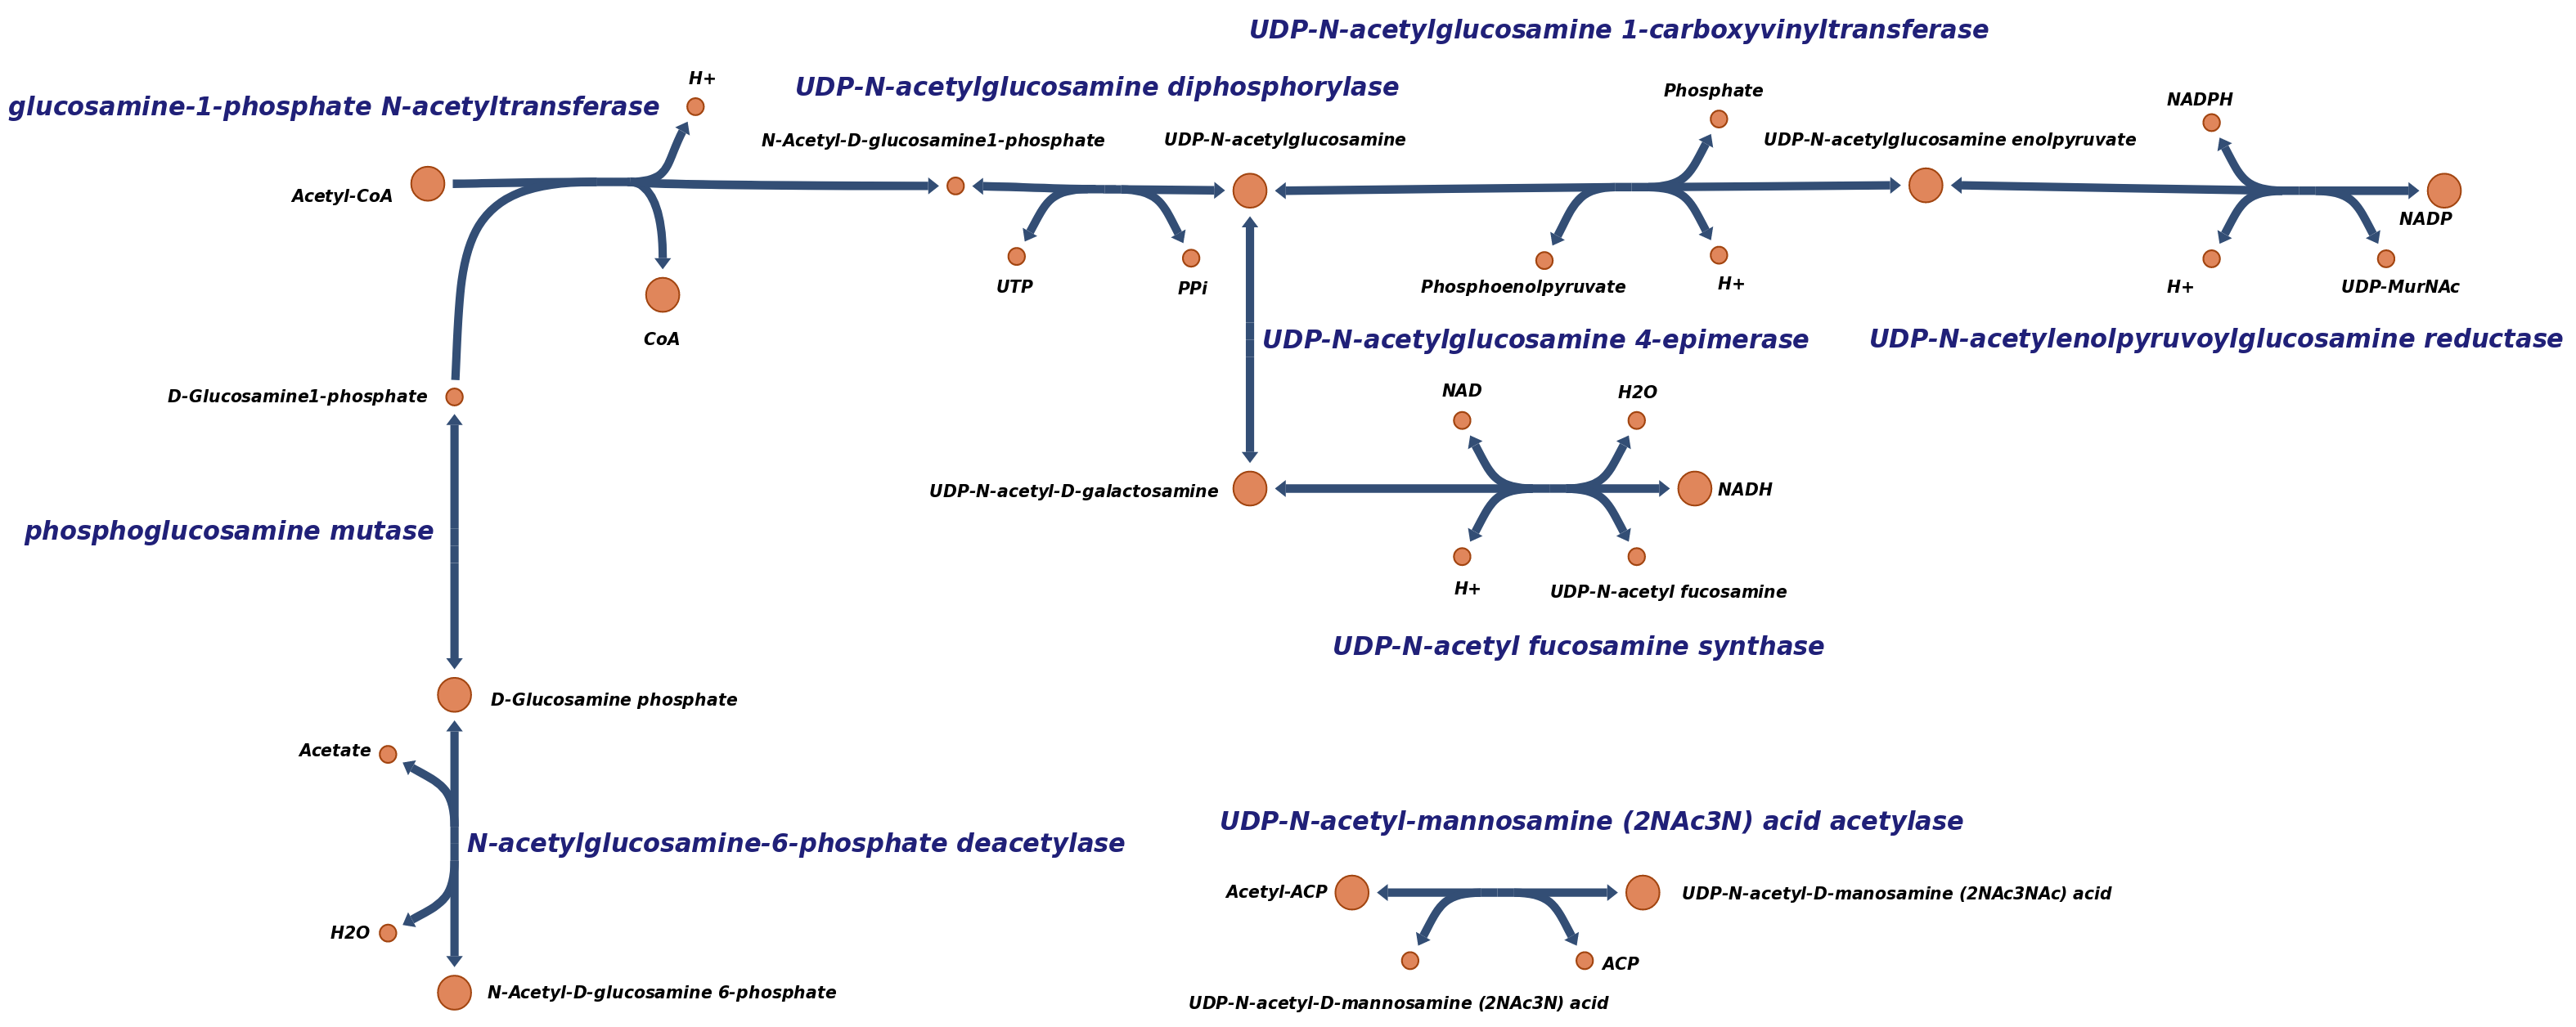 UDP-N-acetylglucosamine 1-carboxyvinyltransferase
H+
UDP-N-acetylglucosamine diphosphorylase
Phosphate
NADPH
glucosamine-1-phosphate N-acetyltransferase
N-Acetyl-D-glucosamine1-phosphate
UDP-N-acetylglucosamine
UDP-N-acetylglucosamine enolpyruvate
Acetyl-CoA
NADP
UTP
PPi
Phosphoenolpyruvate
H+
H+
UDP-MurNAc
CoA
UDP-N-acetylglucosamine 4-epimerase
UDP-N-acetylenolpyruvoylglucosamine reductase
D-Glucosamine1-phosphate
NAD
H2O
UDP-N-acetyl-D-galactosamine
NADH
phosphoglucosamine mutase
H+
UDP-N-acetyl fucosamine
UDP-N-acetyl fucosamine synthase
D-Glucosamine phosphate
Acetate
UDP-N-acetyl-mannosamine (2NAc3N) acid acetylase
N-acetylglucosamine-6-phosphate deacetylase
Acetyl-ACP
UDP-N-acetyl-D-manosamine (2NAc3NAc) acid
H2O
ACP
N-Acetyl-D-glucosamine 6-phosphate
UDP-N-acetyl-D-mannosamine (2NAc3N) acid